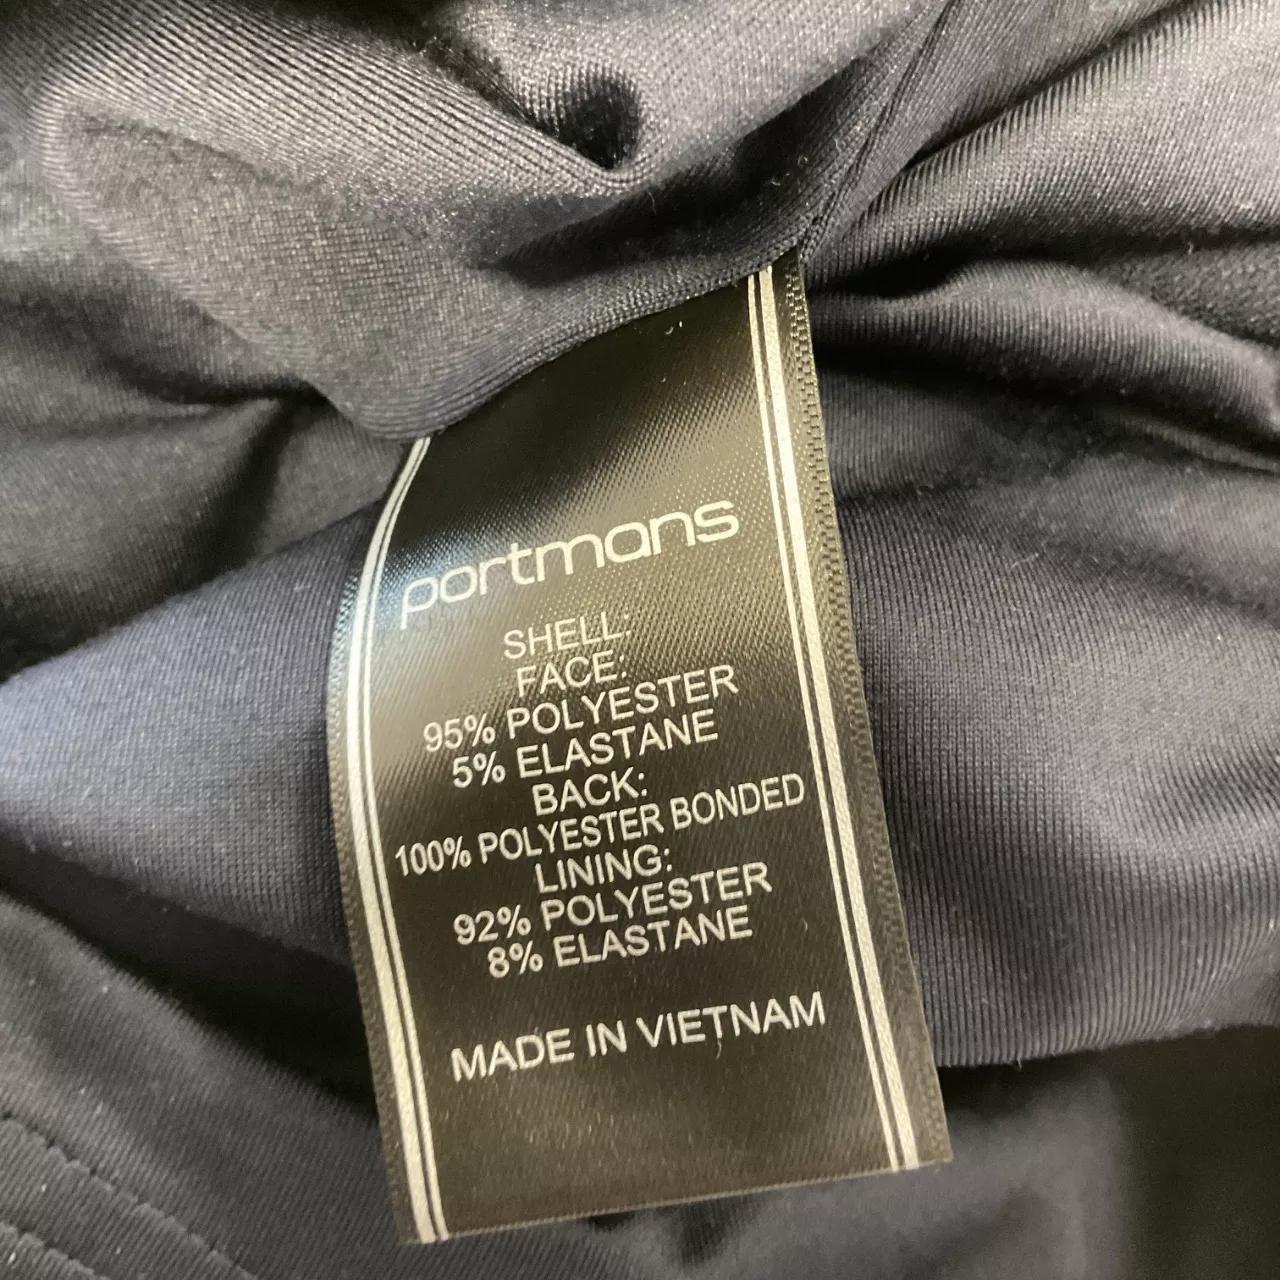 portmans
SHELL:
FACE:
95% POLYESTER
5% ELASTANE
BACK:
100% POLYESTER BONDED
LINING:
92% POLYESTER
8% ELASTANE
MADE IN VIETNAM